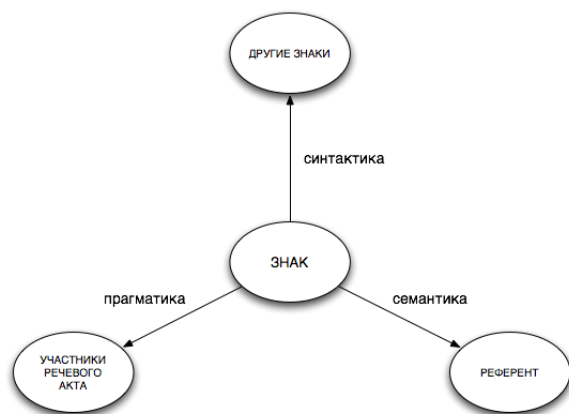 ДРУГИЕ ЗНАКИ
синтактика
ЗНАК
прагматика
семантика
УЧАСТНИКИ
РЕЧЕВОГО
АКТА
РЕФЕРЕНТ